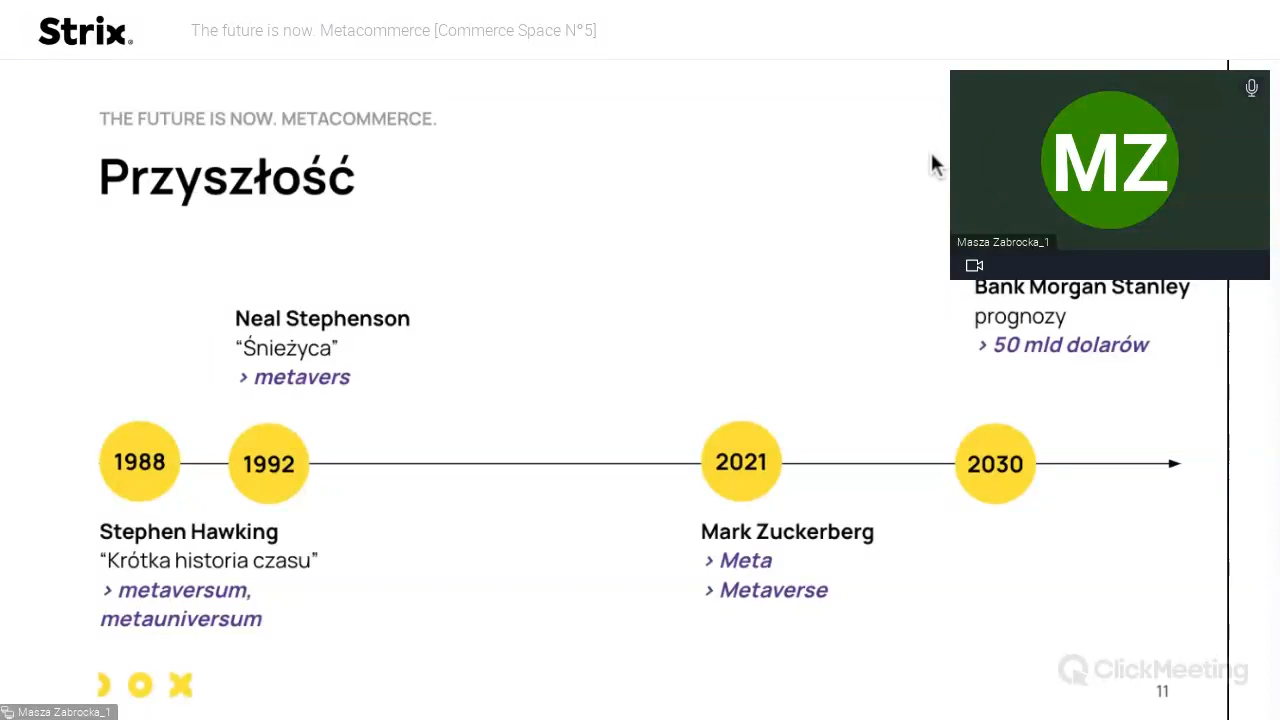 Strix
The future is now. Metacommerce [Commerce Space N°5]
THE FUTURE IS NOW. METACOMMERCE.
Przyszłość
MZ
Masza Zabrocka_1
Bank Morgan Stanley
prognozy
› 50 mld dolarów
Neal Stephenson
“Śnieżyca”
› metavers
1988
1992
2021
2030
Stephen Hawking
“Krótka historia czasu”
› metaversum,
metauniversum
Mark Zuckerberg
› Meta
› Metaverse
ClickMeeting
11
Masza Zabrocka_1